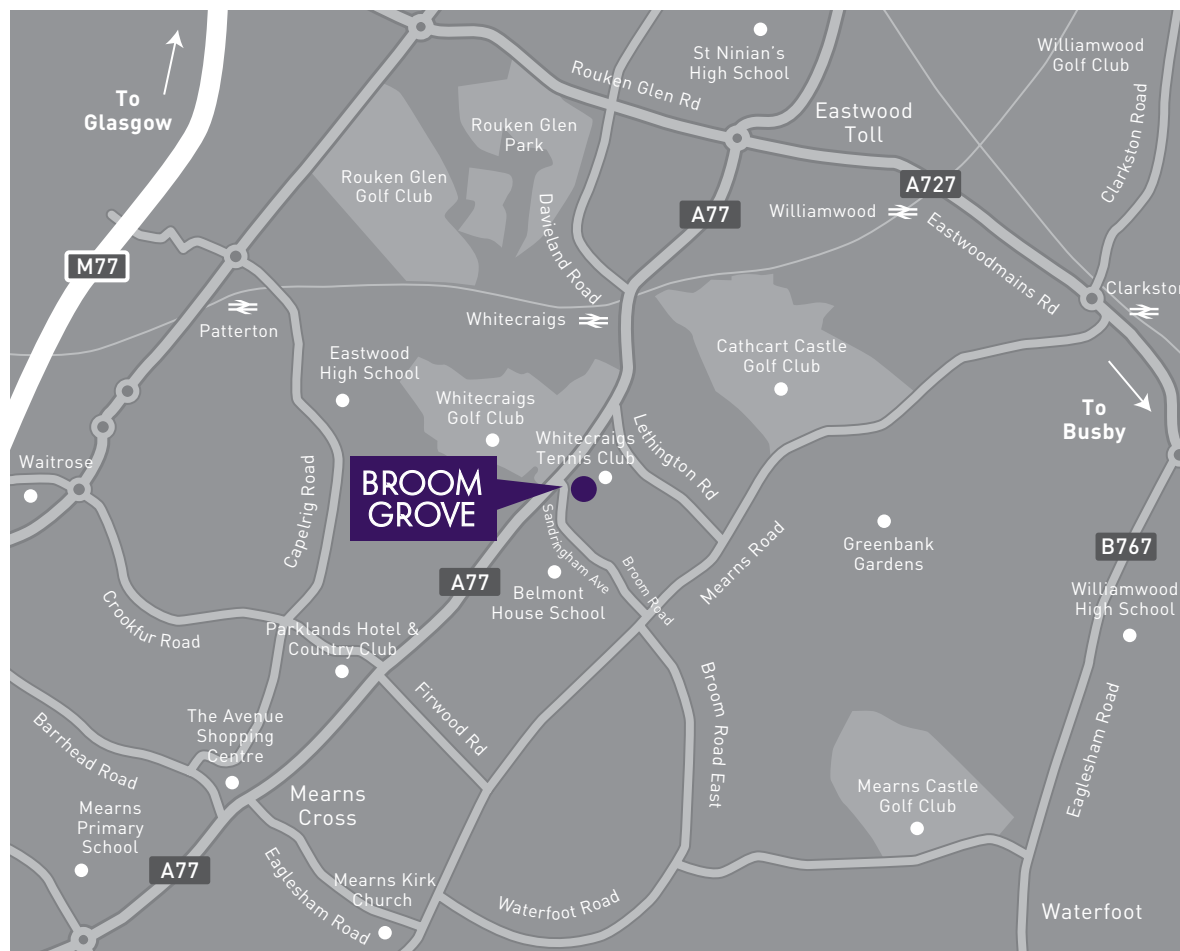 To
Glasgow
St Ninian's
High School
Williamwood
Golf Club
Rouken Glen Rd
Eastwood
Toll
Clarkston Road
Rouken Glen
Park
Rouken Glen
Golf Club
A727
A77
Williamwood
Davieland Road
Eastwoodmains Rd
M77
Clarkston
Patterton
Whitecraigs
Eastwood
High School
Cathcart Castle
Golf Club
Whitecraigs
Golf Club
To
Busby
Whitecraigs
Tennis Club
Lethington Rd
Waitrose
BROOM
GROVE
Capelrig Road
Sandringham Ave
Greenbank
Gardens
B767
Mearns Road
Broom Road
A77
Belmont
House School
Williamwood
High School
Crookfur Road
Parklands Hotel &
Country Club
Firwood Rd
Broom Road East
Eaglesham Road
The Avenue
Shopping
Centre
Barrhead Road
Mearns
Cross
Mearns Castle
Golf Club
Mearns
Primary
School
A77
Eaglesham Road
Mearns Kirk
Church
Waterfoot Road
Waterfoot